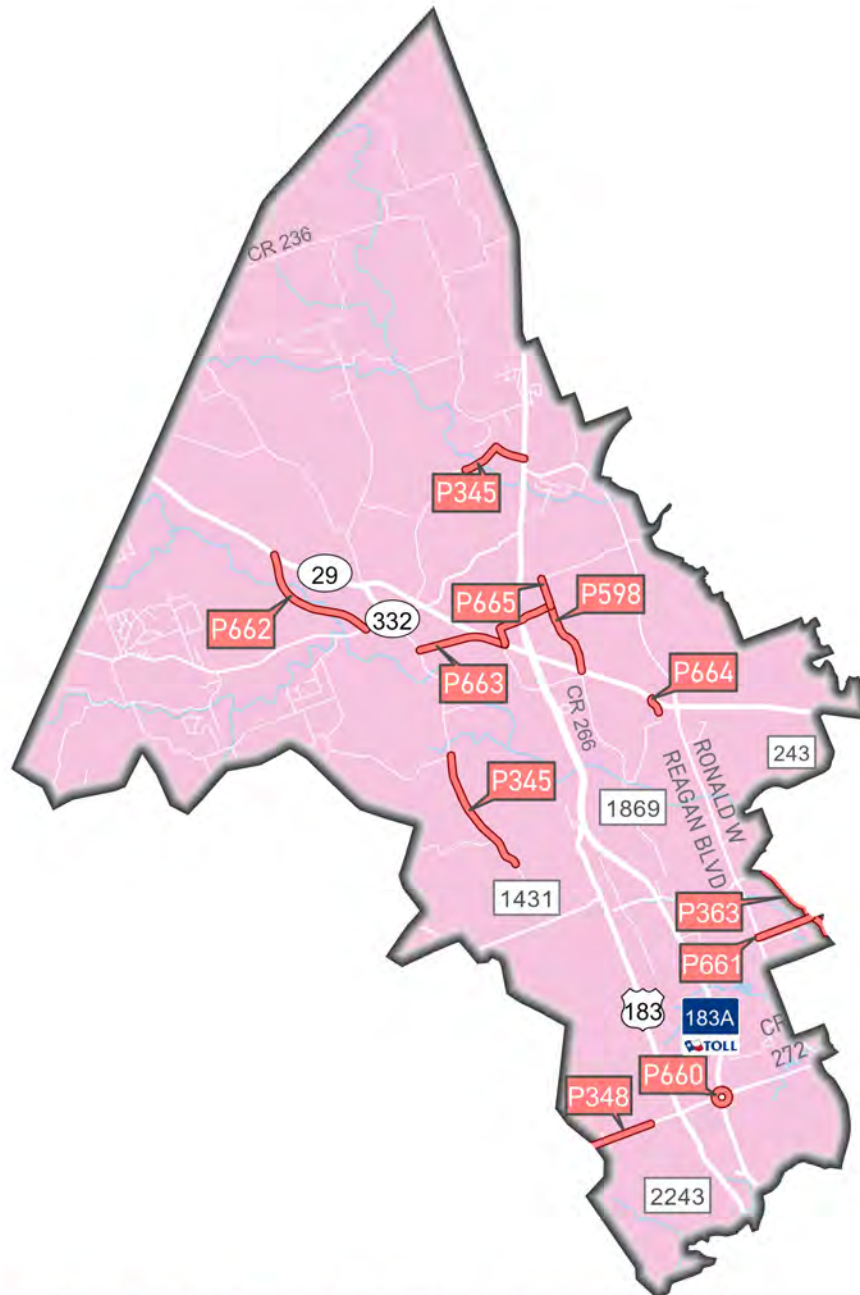 CR 236
P345
29
P665
P598
332
P662
P663
P664
CR 266
243
RONALD W
REAGAN BLVD
P345
1869
1431
P363
P661
183
183A
TOLL
CR
272
P660
P348
2243